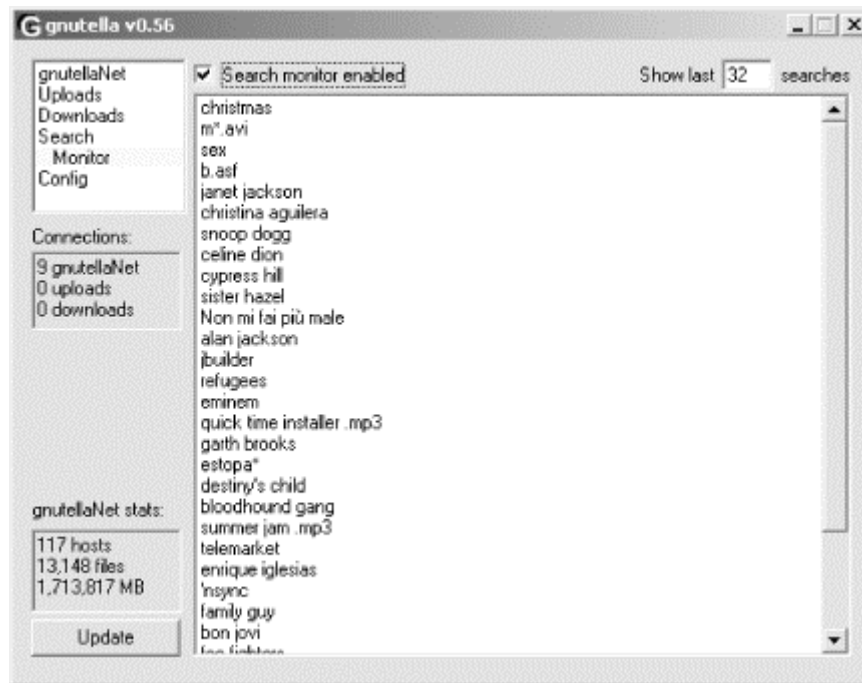 gnutella v0.56
gnutellaNet
Uploads
Downloads
Search
Monitor
Config
Connections:
9 gnutellaNet
0 uploads
0 downloads
gnutellaNet stats:
117 hosts
13,148 files
1,713,817 MB
Update
Search monitor enabled
Show last 32 searches
christmas
m*.avi
sex
b.asf
janet jackson
christina aguilera
snoop dogg
celine dion
cypress hill
sister hazel
Non mi fai più male
alan jackson
jbuilder
refugees
eminem
quick time installer .mp3
garth brooks
estopa*
destiny's child
bloodhound gang
summer jam .mp3
telemarket
enrique iglesias
'nsync
family guy
bon jovi
foo fighters